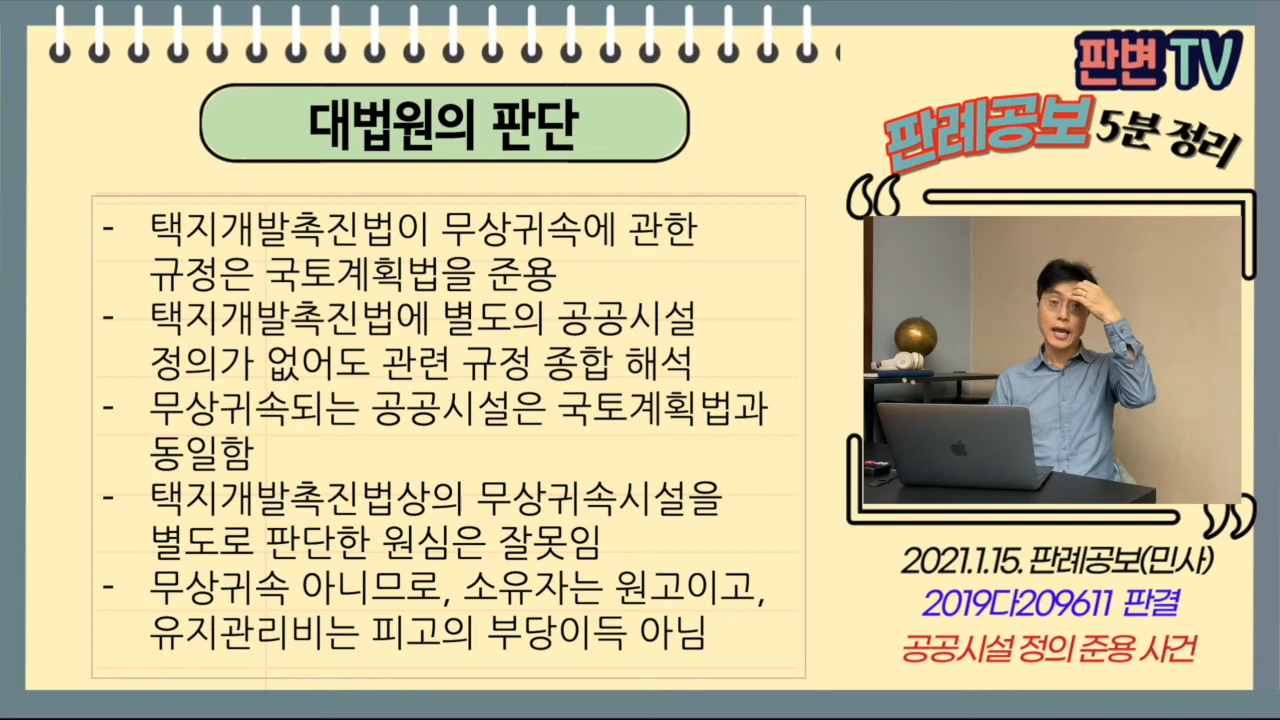 판변 TV
판례공보 5분 정리
대법원의 판단
- 택지개발촉진법이 무상귀속에 관한
규정은 국토계획법을 준용
- 택지개발촉진법에 별도의 공공시설
정의가 없어도 관련 규정 종합 해석
- 무상귀속되는 공공시설은 국토계획법과
동일함
- 택지개발촉진법상의 무상귀속시설을
별도로 판단한 원심은 잘못임
- 무상귀속 아니므로, 소유자는 원고이고,
유지관리비는 피고의 부당이득 아님
2021.1.15. 판례공보(민사)
2019다209611 판결
공공시설 정의 준용 사건